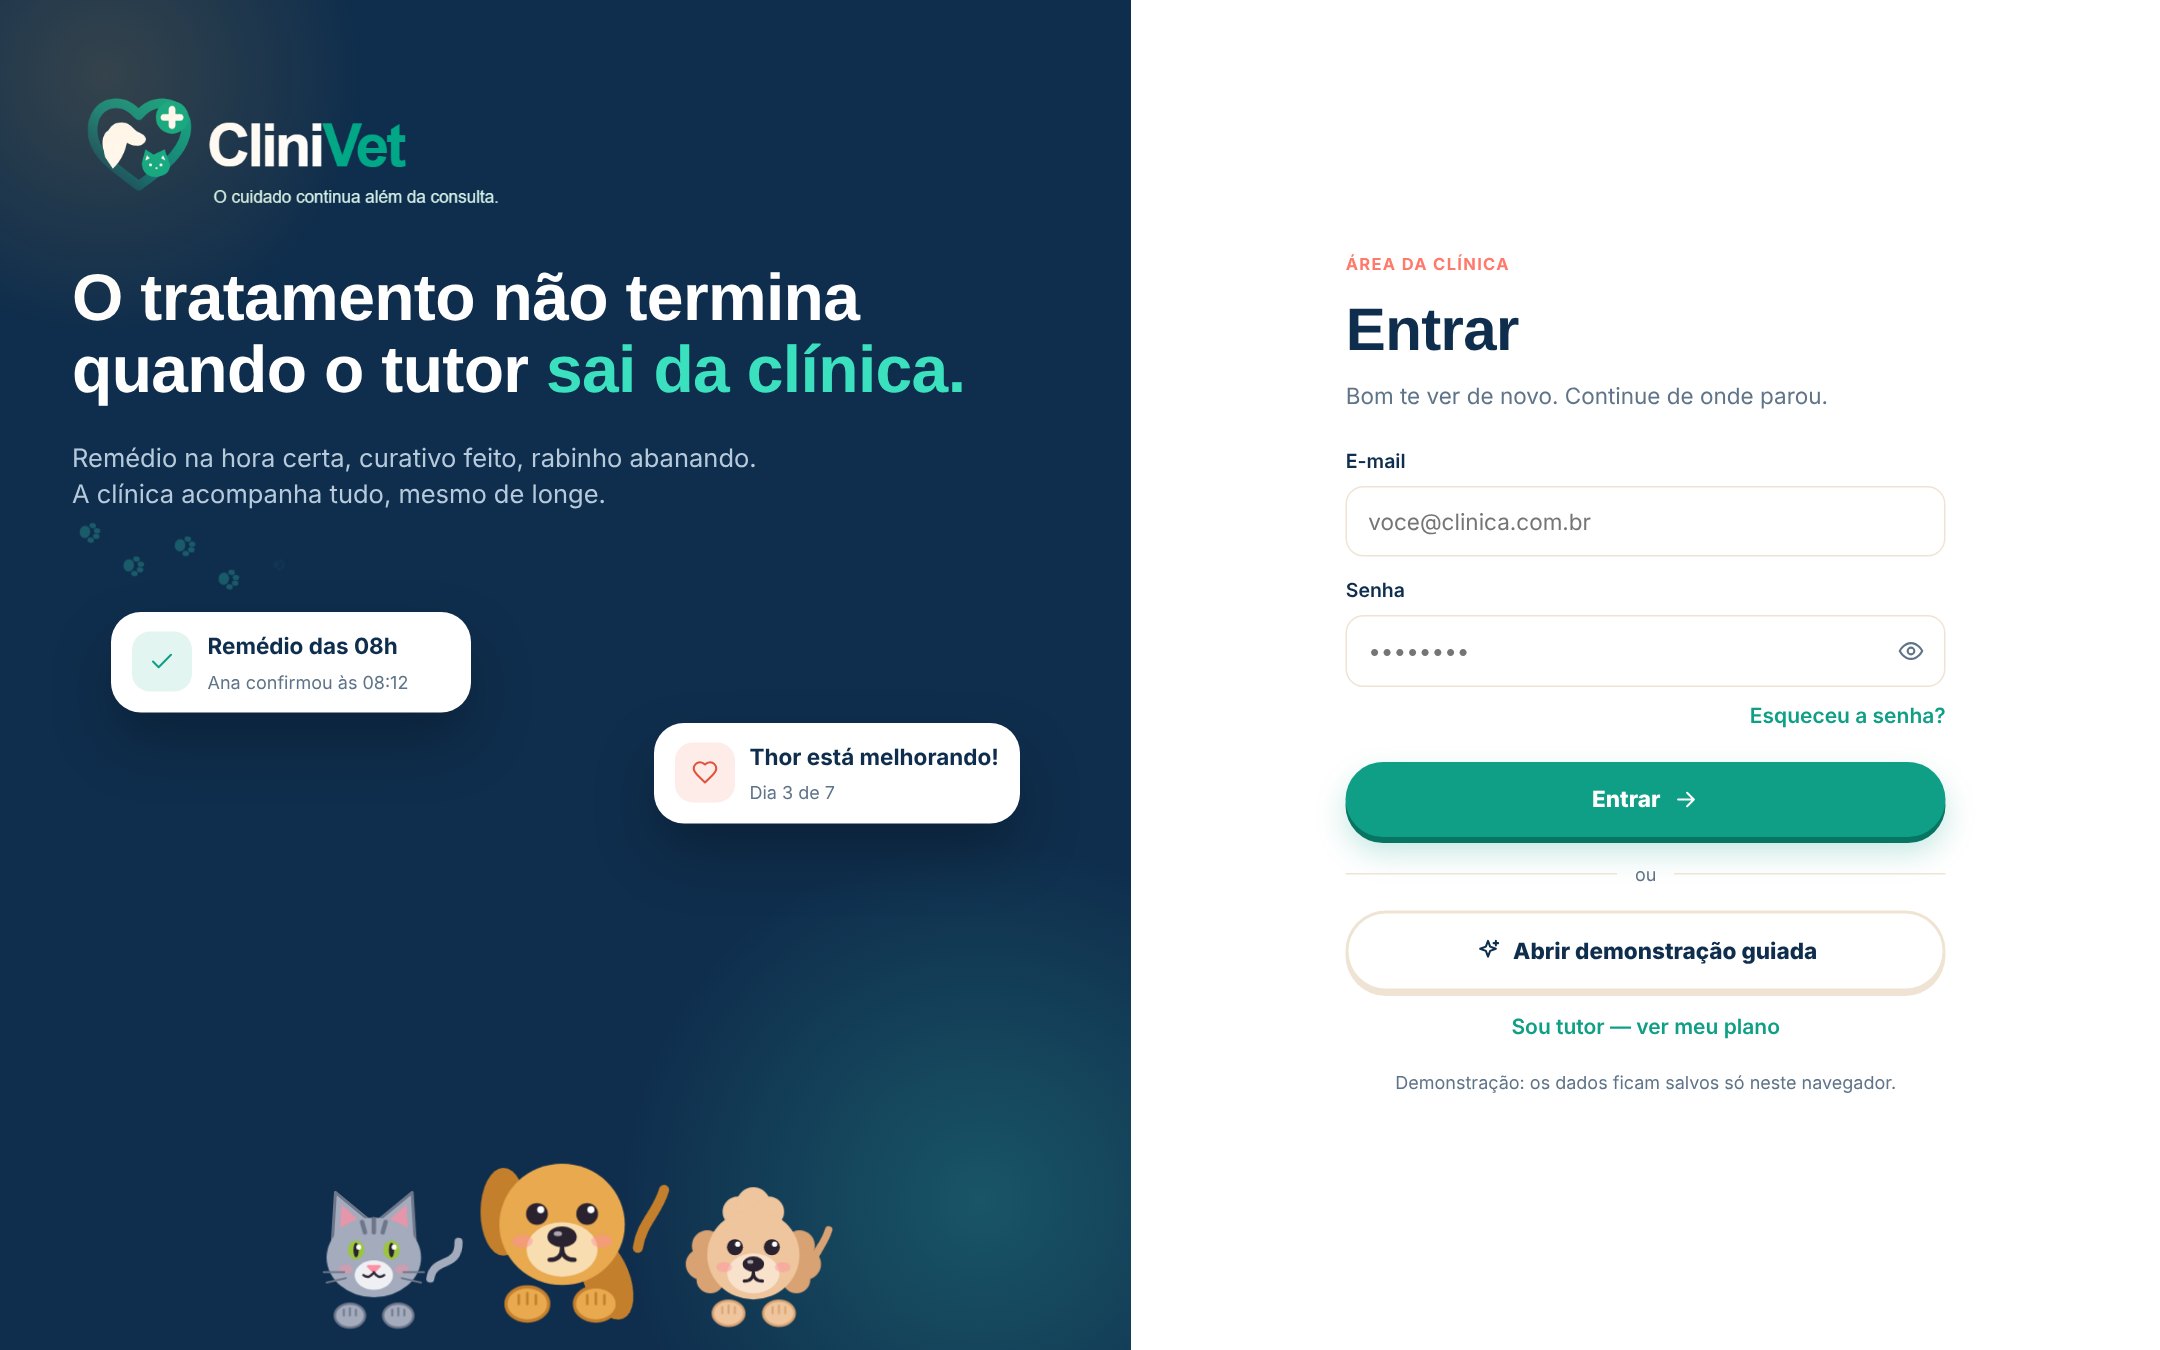 CliniVet
O cuidado continua além da consulta.
O tratamento não termina
quando o tutor sai da clínica.
Remédio na hora certa, curativo feito, rabinho abanando.
A clínica acompanha tudo, mesmo de longe.
Remédio das 08h
Ana confirmou às 08:12
Thor está melhorando!
Dia 3 de 7
ÁREA DA CLÍNICA
Entrar
Bom te ver de novo. Continue de onde parou.
E-mail
voce@clinica.com.br
Senha
••••••••
Esqueceu a senha?
Entrar →
ou
Abrir demonstração guiada
Sou tutor — ver meu plano
Demonstração: os dados ficam salvos só neste navegador.